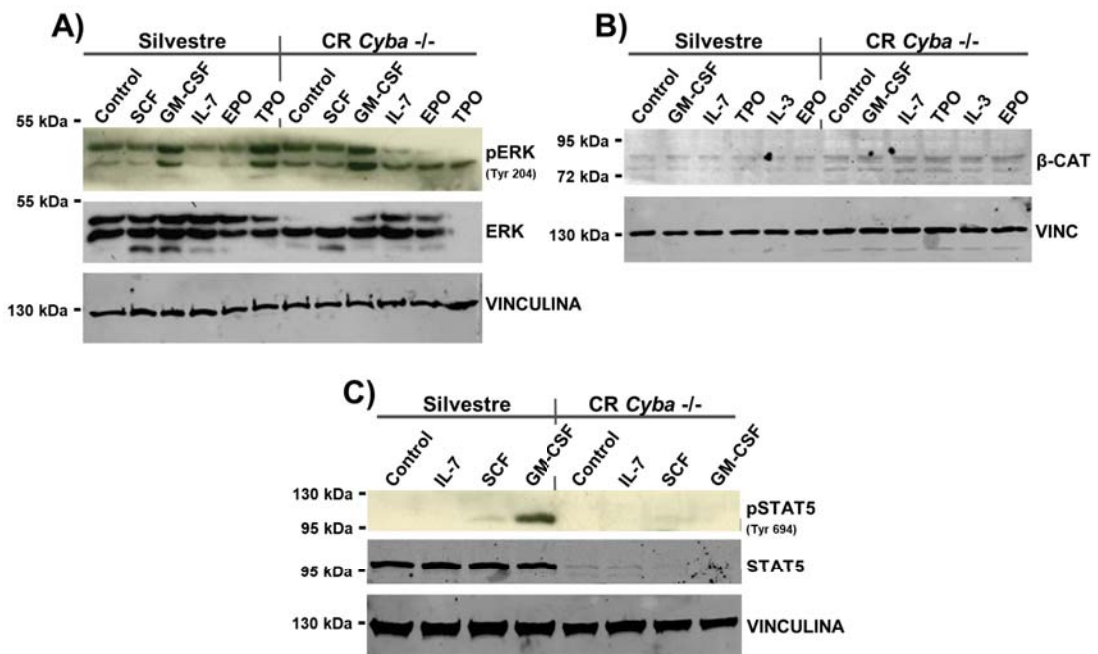 A)
Silvestre CR Cyba -/-
Control SCF GM-CSF IL-7 EPO TPO Control SCF GM-CSF IL-7 EPO TPO
55 kDa
pERK
(Tyr 204)
55 kDa
ERK
130 kDa
VINCULINA
B)
Silvestre CR Cyba -/-
Control GM-CSF IL-7 TPO IL-3 EPO Control GM-CSF IL-7 TPO IL-3 EPO
95 kDa
72 kDa
β-CAT
130 kDa
VINC
C)
Silvestre CR Cyba -/-
Control IL-7 SCF GM-CSF Control IL-7 SCF GM-CSF
130 kDa
95 kDa
pSTAT5
(Tyr 694)
95 kDa
STAT5
130 kDa
VINCULINA